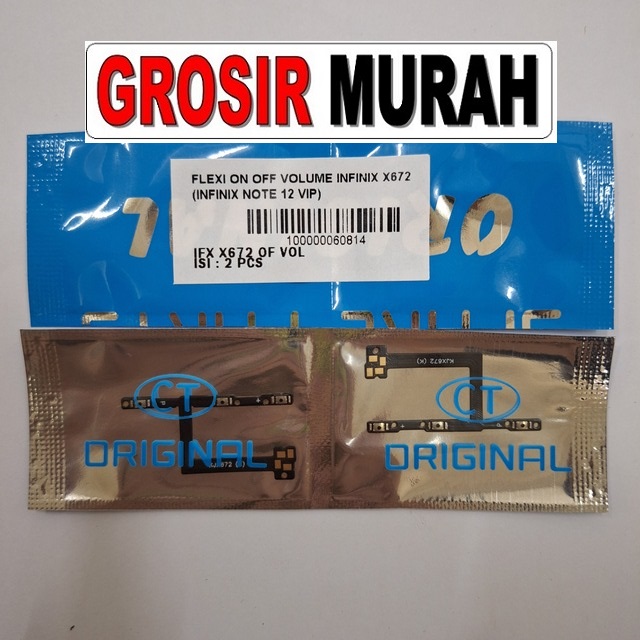 GROSIR MURAH
FLEXI ON OFF VOLUME INFINIX X672
(INFINIX NOTE 12 VIP)
100000060814
IFX X672 OF VOL
ISI : 2 PCS
KJX672 (K)
CT
CT
ORIGINAL
ORIGINAL